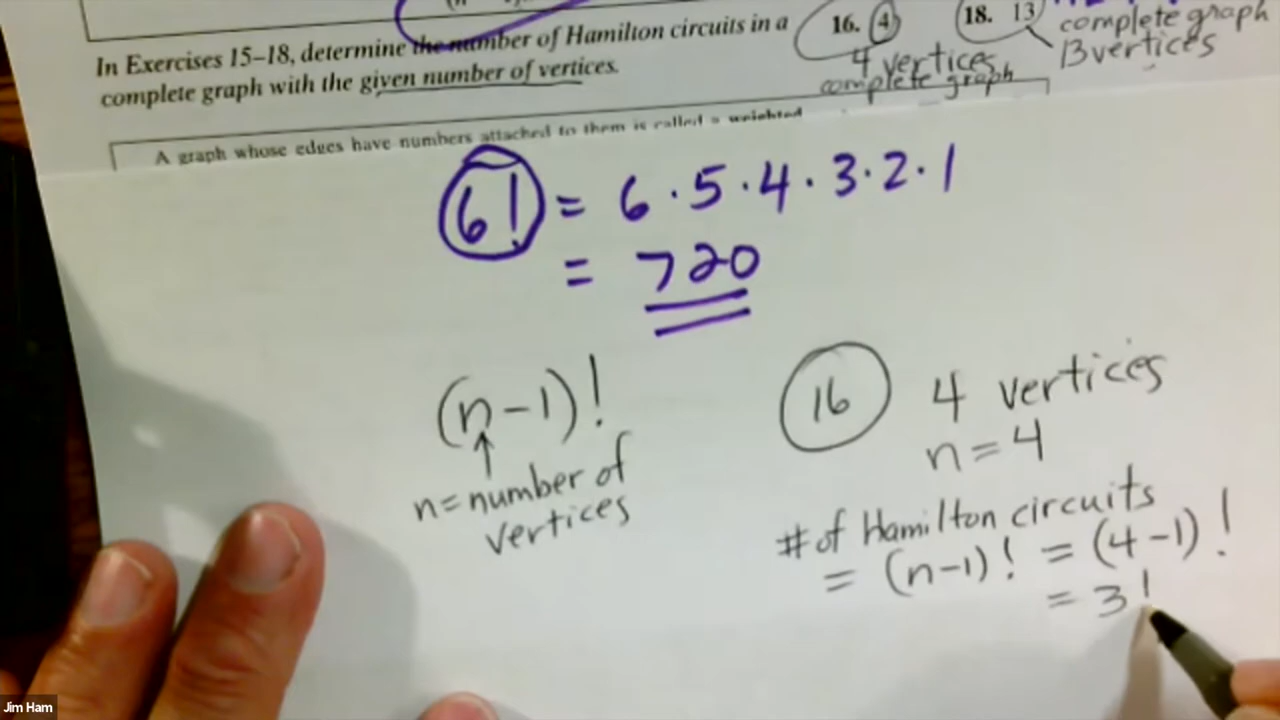 In Exercises 15–18, determine the number of Hamilton circuits in a
complete graph with the given number of vertices.
16. 4
4 vertices
complete graph
18. 13
complete graph
13 vertices
A graph whose edges have numbers attached to them is called a weighted
6! = 6 · 5 · 4 · 3 · 2 · 1
= 720
(n-1)!
n = number of
vertices
16 4 vertices
n = 4
# of Hamilton circuits
= (n-1)! = (4-1)!
= 3!
Jim Ham